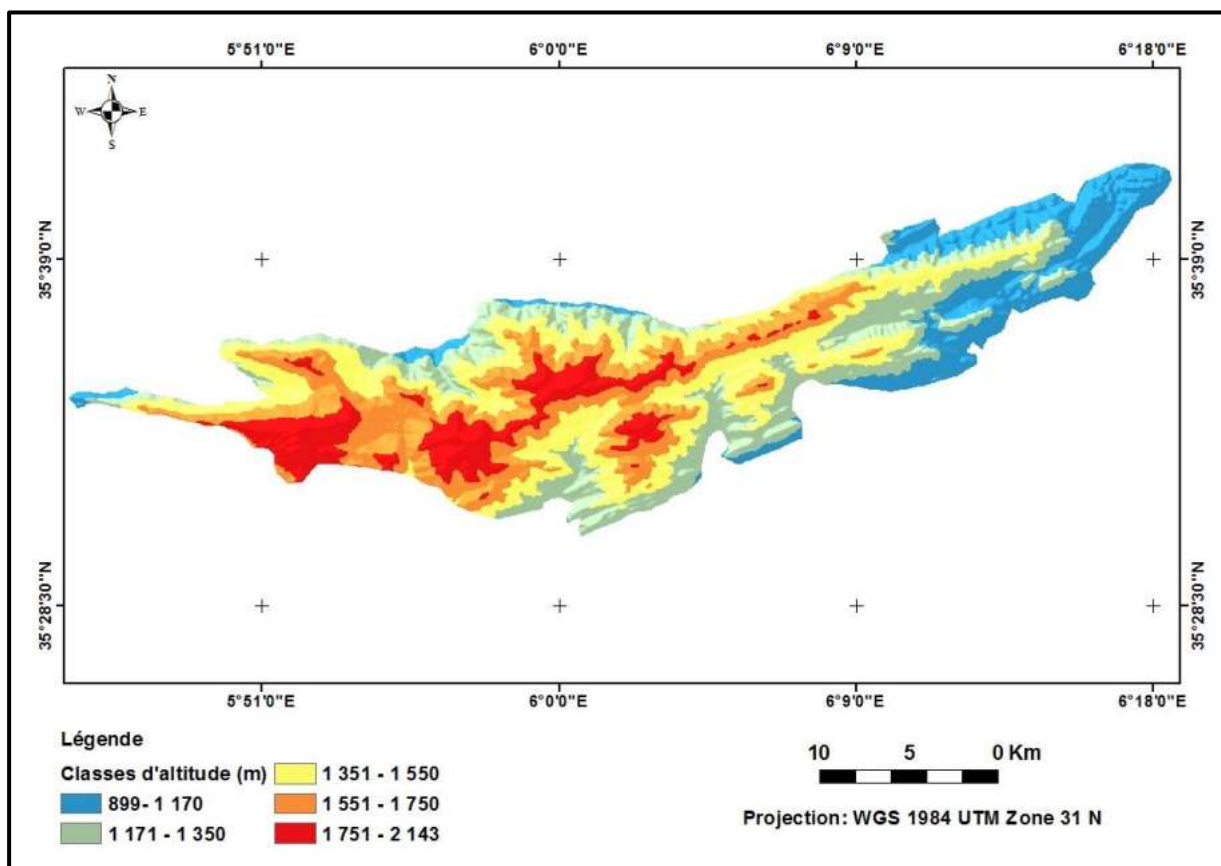 5°51'0"E 6°0'0"E 6°9'0"E 6°18'0"E
N
W E
S
35°39'0"N 35°39'0"N
35°28'30"N 35°28'30"N
5°51'0"E 6°0'0"E 6°9'0"E 6°18'0"E
Légende
Classes d'altitude (m)
899- 1 170
1 171 - 1 350
1 351 - 1 550
1 551 - 1 750
1 751 - 2 143
10 5 0 Km
Projection: WGS 1984 UTM Zone 31 N